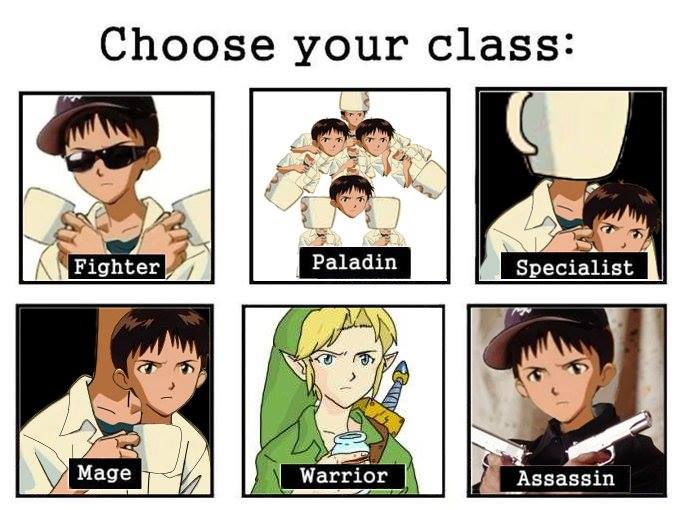 Choose your class:
Fighter
Paladin
Specialist
Mage
Warrior
Assassin